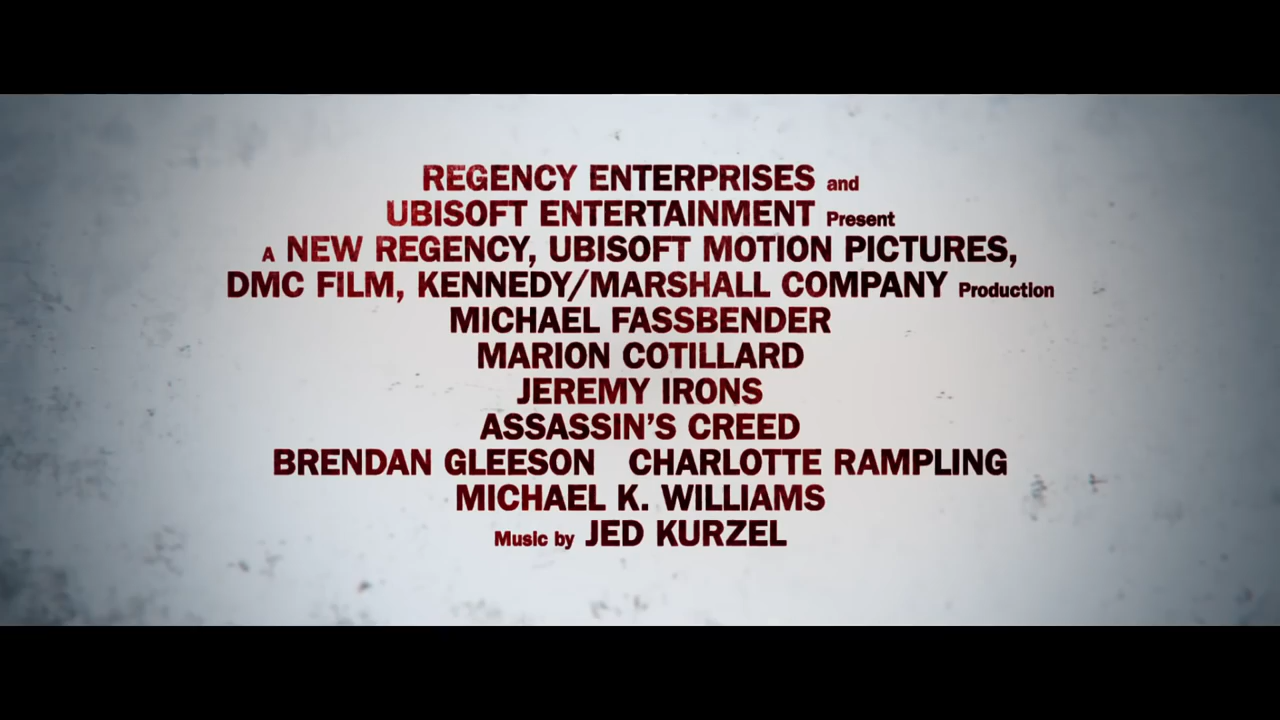 REGENCY ENTERPRISES and
UBISOFT ENTERTAINMENT Present
A NEW REGENCY, UBISOFT MOTION PICTURES,
DMC FILM, KENNEDY/MARSHALL COMPANY Production
MICHAEL FASSBENDER
MARION COTILLARD
JEREMY IRONS
ASSASSIN’S CREED
BRENDAN GLEESON CHARLOTTE RAMPLING
MICHAEL K. WILLIAMS
Music by JED KURZEL